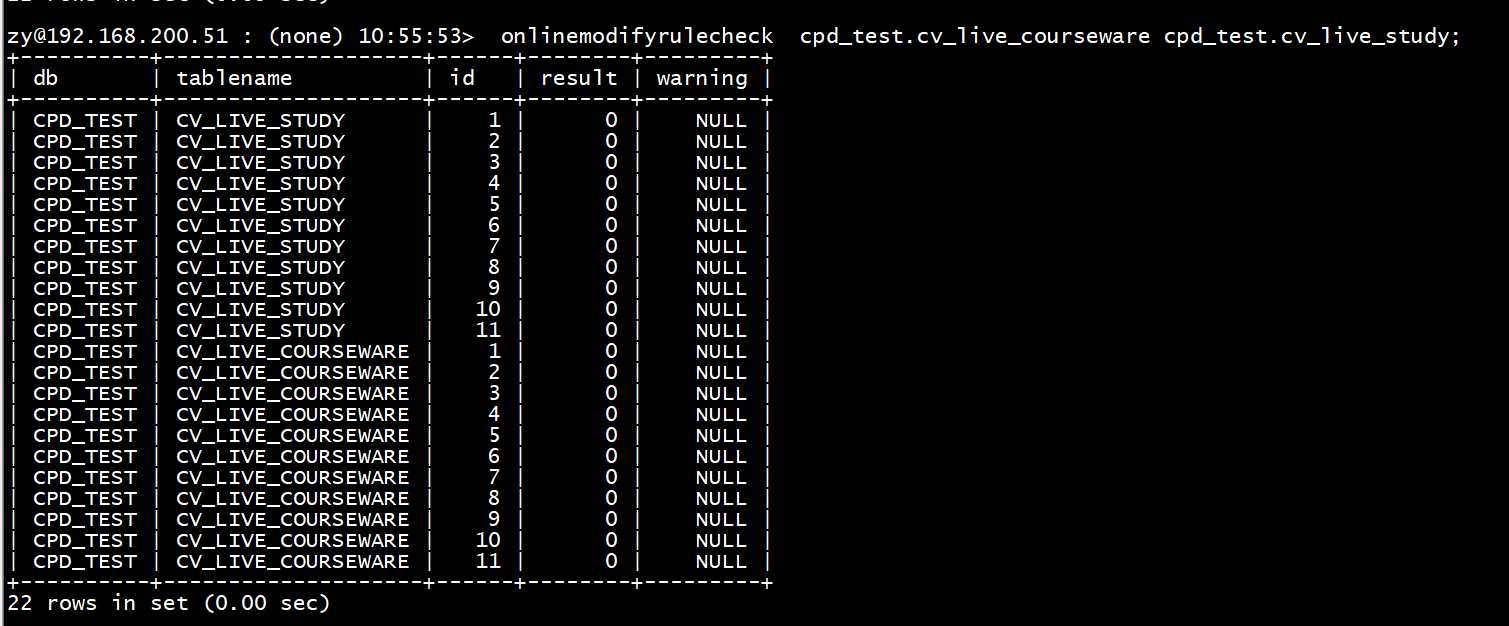 22 rows in set (0.00 sec)
zy@192.168.200.51 : (none) 10:55:53>  onlinemodifyrulecheck  cpd_test.cv_live_courseware cpd_test.cv_live_study;
+----------+--------------------+------+--------+---------+
| db       | tablename          | id   | result | warning |
+----------+--------------------+------+--------+---------+
| CPD_TEST | CV_LIVE_STUDY      |    1 |      0 |    NULL |
| CPD_TEST | CV_LIVE_STUDY      |    2 |      0 |    NULL |
| CPD_TEST | CV_LIVE_STUDY      |    3 |      0 |    NULL |
| CPD_TEST | CV_LIVE_STUDY      |    4 |      0 |    NULL |
| CPD_TEST | CV_LIVE_STUDY      |    5 |      0 |    NULL |
| CPD_TEST | CV_LIVE_STUDY      |    6 |      0 |    NULL |
| CPD_TEST | CV_LIVE_STUDY      |    7 |      0 |    NULL |
| CPD_TEST | CV_LIVE_STUDY      |    8 |      0 |    NULL |
| CPD_TEST | CV_LIVE_STUDY      |    9 |      0 |    NULL |
| CPD_TEST | CV_LIVE_STUDY      |   10 |      0 |    NULL |
| CPD_TEST | CV_LIVE_STUDY      |   11 |      0 |    NULL |
| CPD_TEST | CV_LIVE_COURSEWARE |    1 |      0 |    NULL |
| CPD_TEST | CV_LIVE_COURSEWARE |    2 |      0 |    NULL |
| CPD_TEST | CV_LIVE_COURSEWARE |    3 |      0 |    NULL |
| CPD_TEST | CV_LIVE_COURSEWARE |    4 |      0 |    NULL |
| CPD_TEST | CV_LIVE_COURSEWARE |    5 |      0 |    NULL |
| CPD_TEST | CV_LIVE_COURSEWARE |    6 |      0 |    NULL |
| CPD_TEST | CV_LIVE_COURSEWARE |    7 |      0 |    NULL |
| CPD_TEST | CV_LIVE_COURSEWARE |    8 |      0 |    NULL |
| CPD_TEST | CV_LIVE_COURSEWARE |    9 |      0 |    NULL |
| CPD_TEST | CV_LIVE_COURSEWARE |   10 |      0 |    NULL |
| CPD_TEST | CV_LIVE_COURSEWARE |   11 |      0 |    NULL |
+----------+--------------------+------+--------+---------+
22 rows in set (0.00 sec)